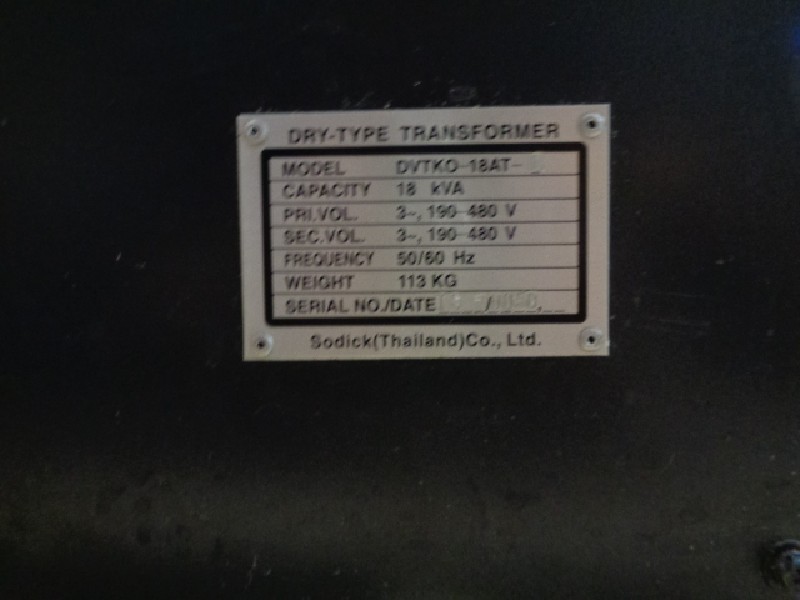 DRY-TYPE TRANSFORMER
MODEL DVTKO-18AT-
CAPACITY 18 kVA
PRI.VOL. 3~, 190-480 V
SEC.VOL. 3~, 190-480 V
FREQUENCY 50/60 Hz
WEIGHT 113 KG
SERIAL NO./DATE
Sodick(Thailand)Co., Ltd.